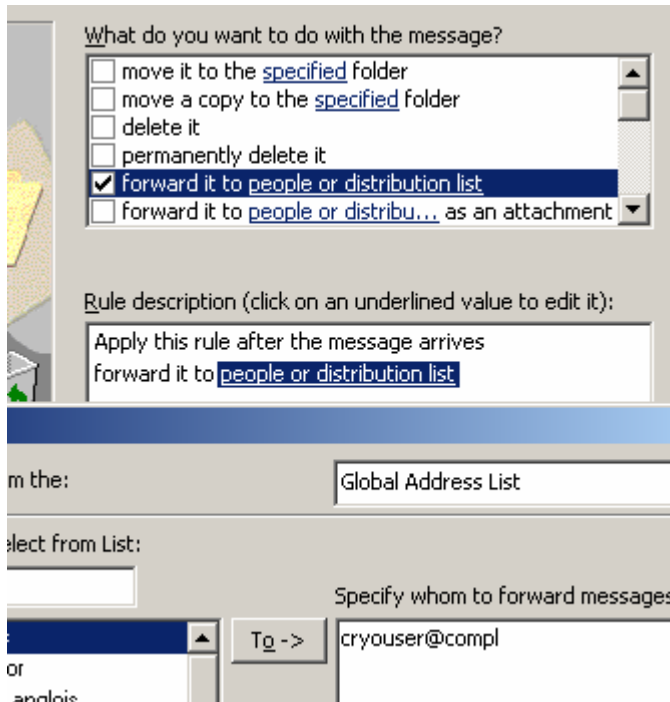 What do you want to do with the message?
move it to the specified folder
move a copy to the specified folder
delete it
permanently delete it
forward it to people or distribution list
forward it to people or distribu... as an attachment
Rule description (click on an underlined value to edit it):
Apply this rule after the message arrives
forward it to people or distribution list
m the: Global Address List
elect from List:
Specify whom to forward messages
To -> cryouser@compl
or
anglois